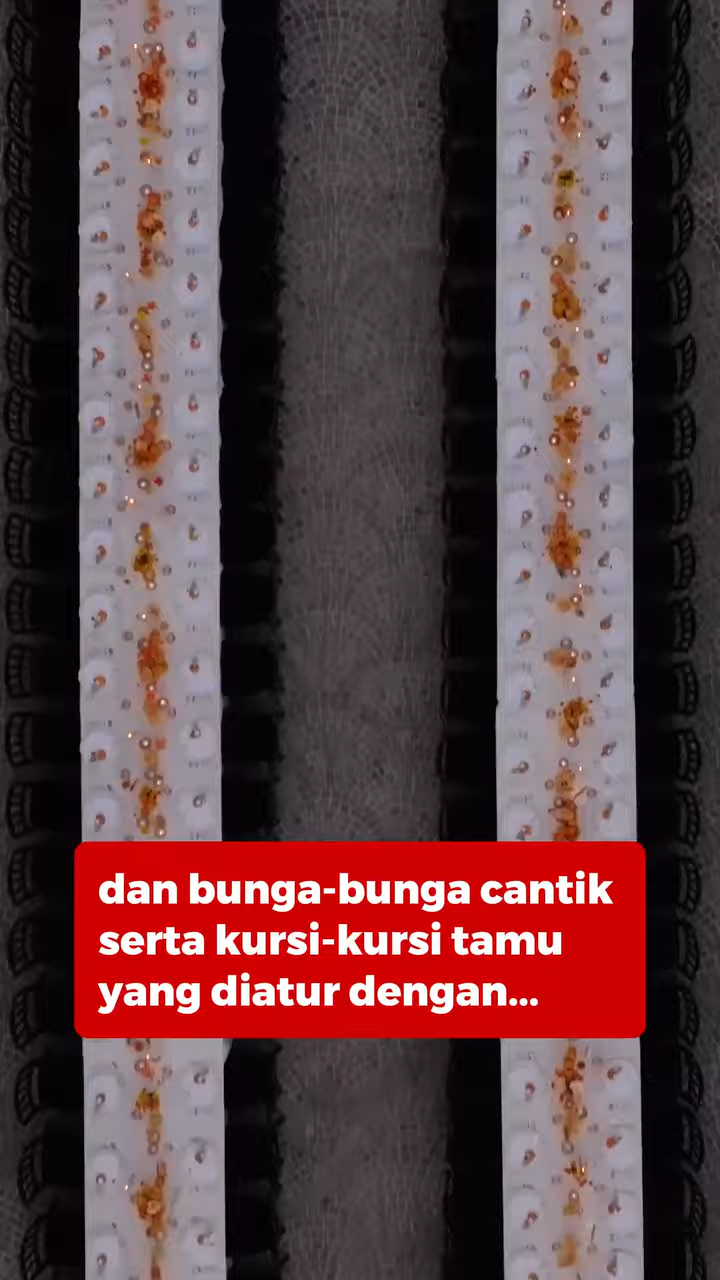 dan bunga-bunga cantik
serta kursi-kursi tamu
yang diatur dengan...